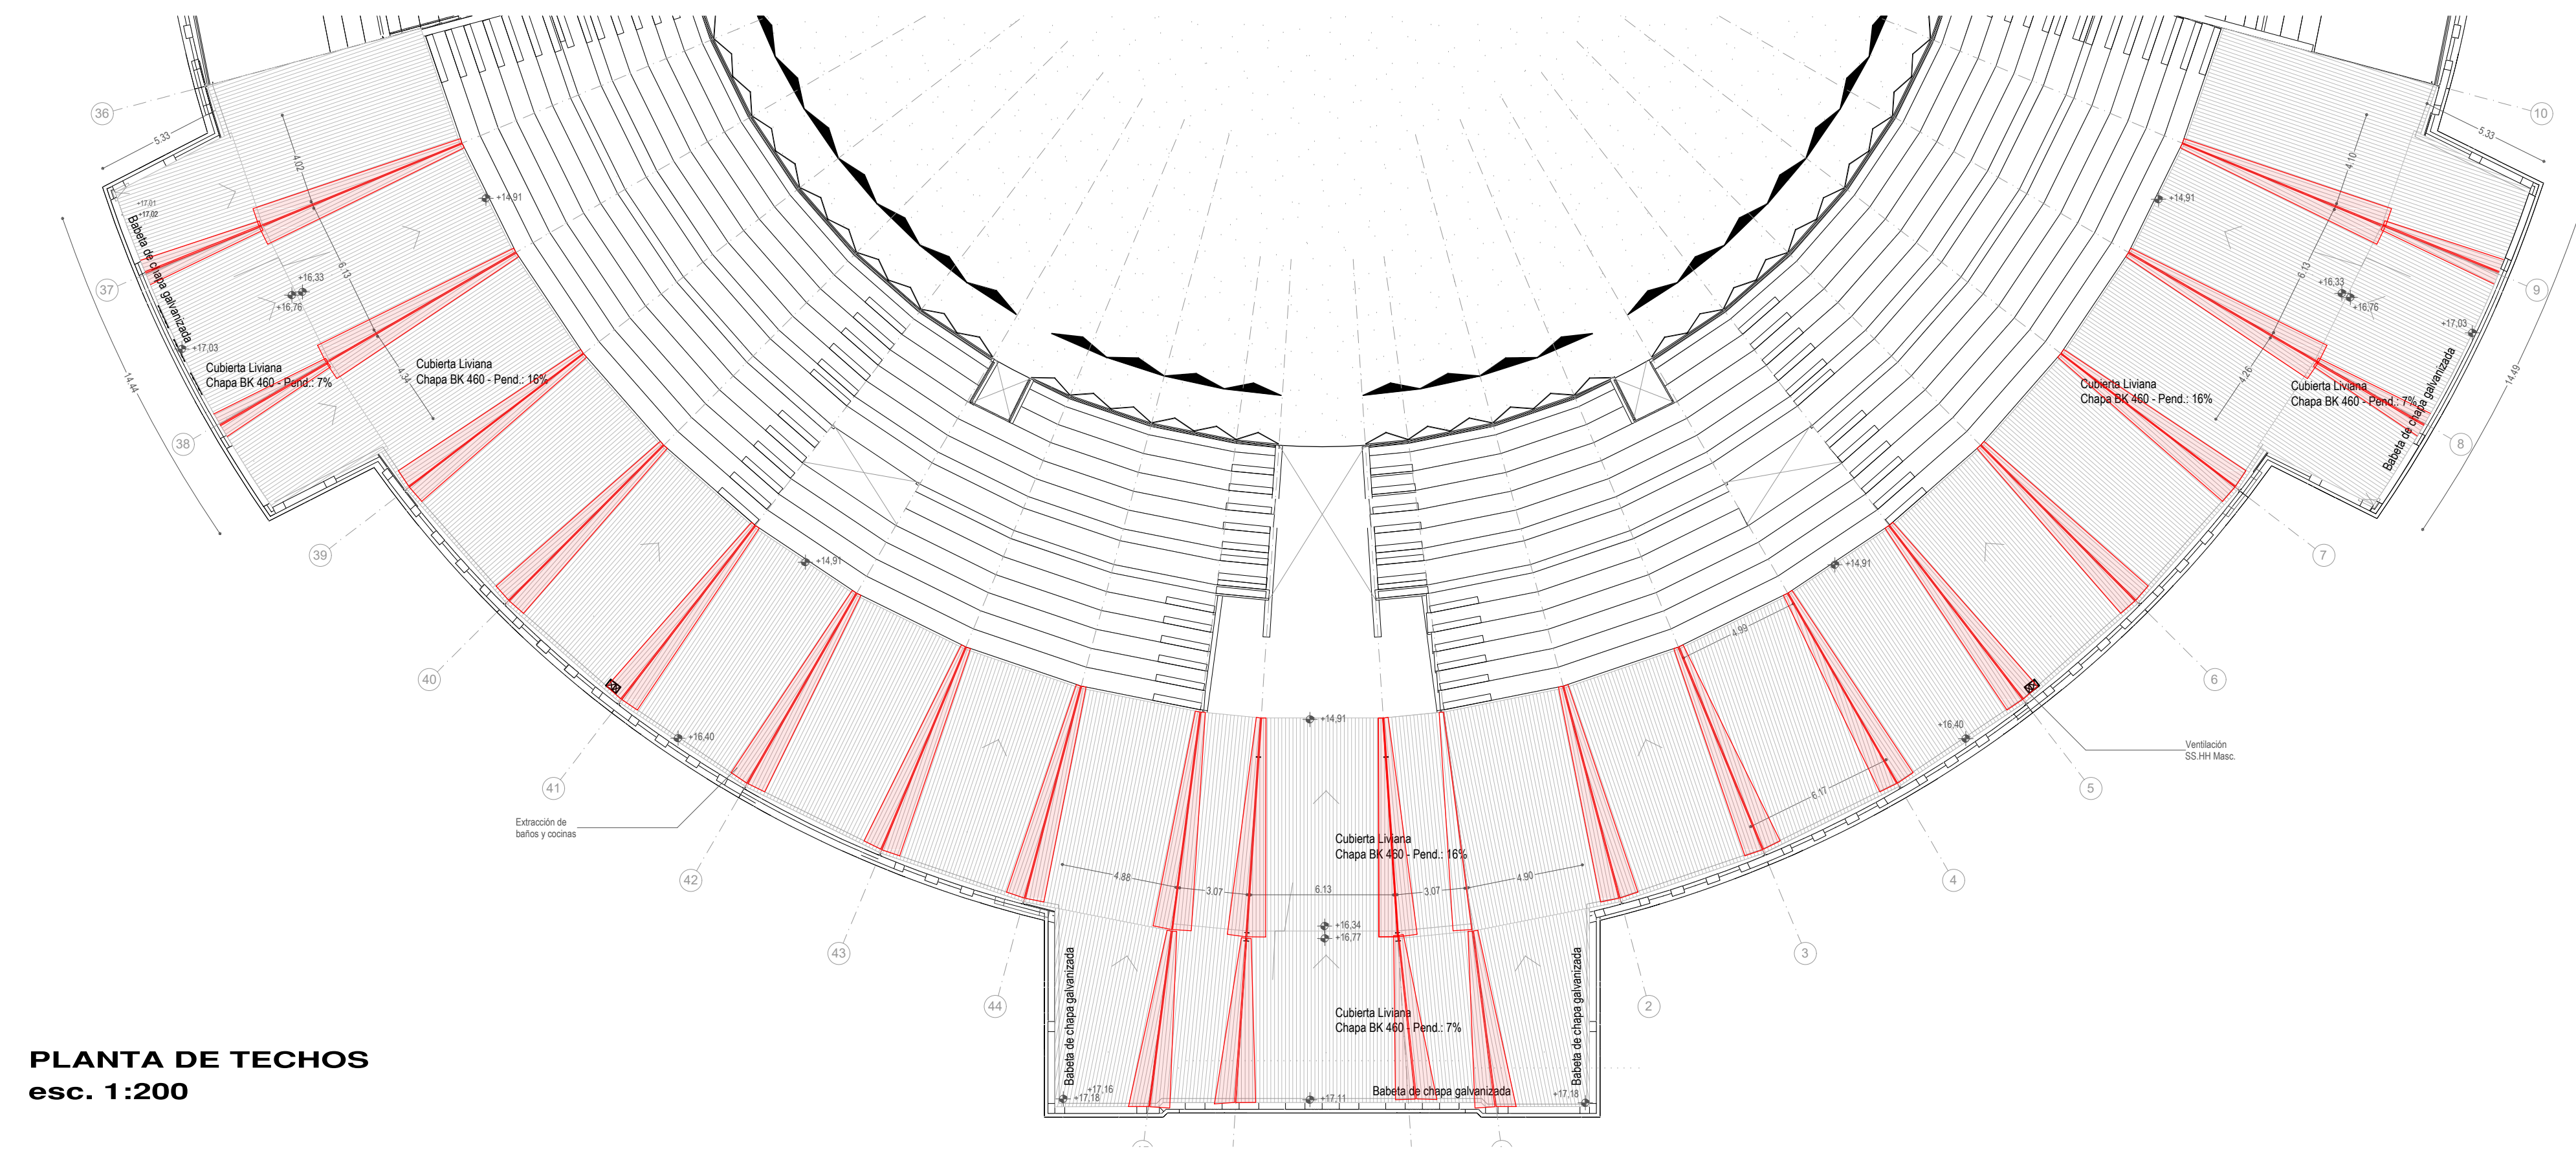 36
10
5.33
5.33
4.02
4.10
+17,01
+17,02
+14,91
+14,91
Babeta de chapa galvanizada
37
9
6.13
6.13
+16,33
+16,76
+16,33
+16,76
+17,03
+17,03
14.44
14.49
4.34
4.26
Cubierta Liviana
Chapa BK 460 - Pend.: 7%
Cubierta Liviana
Chapa BK 460 - Pend.: 16%
Cubierta Liviana
Chapa BK 460 - Pend.: 16%
Cubierta Liviana
Chapa BK 460 - Pend.: 7%
Babeta de chapa galvanizada
38
8
39
7
+14,91
+14,91
4.99
40
6
+14,91
+16,40
+16,40
Ventilación
SS.HH Masc.
41
5
6.17
Extracción de
baños y cocinas
Cubierta Liviana
Chapa BK 460 - Pend.: 16%
42
4
4.88
3.07
6.13
3.07
4.90
+16,34
+16,77
43
3
44
2
Babeta de chapa galvanizada
Babeta de chapa galvanizada
Cubierta Liviana
Chapa BK 460 - Pend.: 7%
+17,16
+17,18
+17,11
Babeta de chapa galvanizada
+17,18
PLANTA DE TECHOS
esc. 1:200